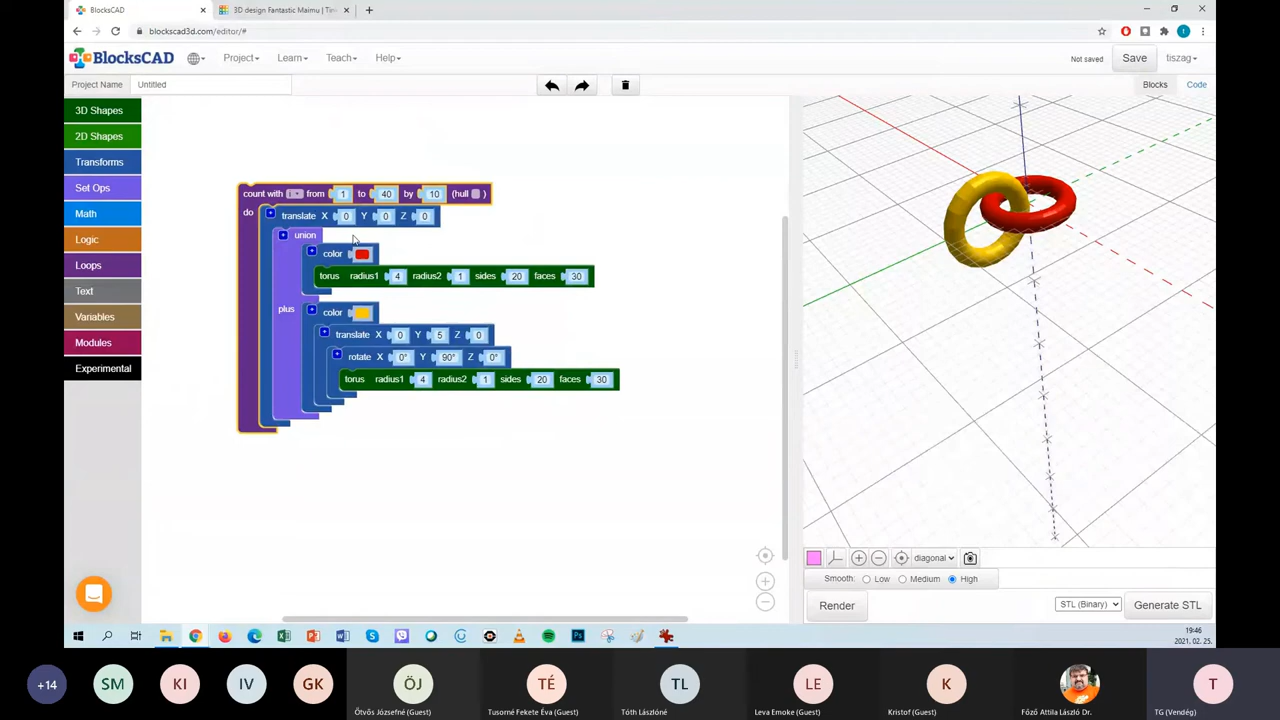 BlocksCAD
3D design Fantastic Maimu | Tin
blockscad3d.com/editor/#
BlocksCAD
Project
Learn
Teach
Help
Not saved
Save
tiszag
Project Name
Untitled
Blocks
Code
3D Shapes
2D Shapes
Transforms
Set Ops
Math
Logic
Loops
Text
Variables
Modules
Experimental
count with i from 1 to 40 by 10 (hull )
do
translate X 0 Y 0 Z 0
union
color
torus radius1 4 radius2 1 sides 20 faces 30
plus
color
translate X 0 Y 5 Z 0
rotate X 0° Y 90° Z 0°
torus radius1 4 radius2 1 sides 20 faces 30
diagonal
Smooth: Low Medium High
Render
STL (Binary)
Generate STL
19:46
2021. 02. 25.
+14
SM
KI
IV
GK
ÖJ
Ötvös Józsefné (Guest)
TÉ
Tusorné Fekete Éva (Guest)
TL
Tóth Lászlóné
LE
Leva Emoke (Guest)
K
Kristof (Guest)
Főző Attila László Dr.
T
TG (Vendég)